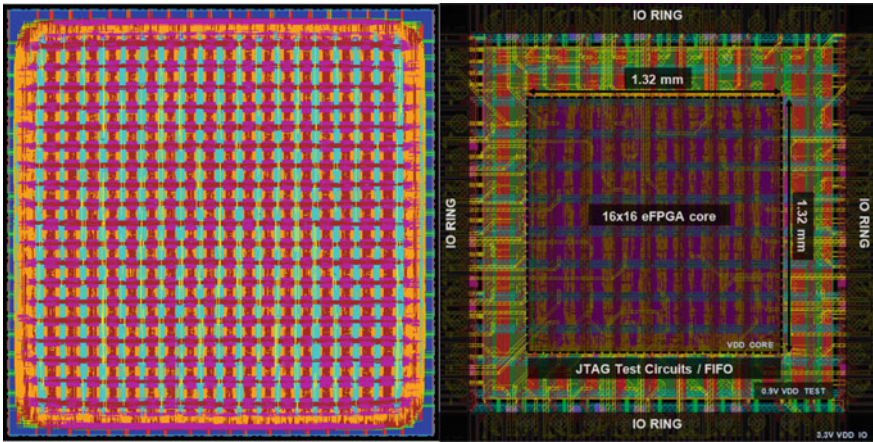 IO RING
1.32 mm
IO RING
16x16 eFPGA core
1.32 mm
IO RING
VDD CORE
JTAG Test Circuits / FIFO
0.9V VDD TEST
IO RING
3.2V VDD IO